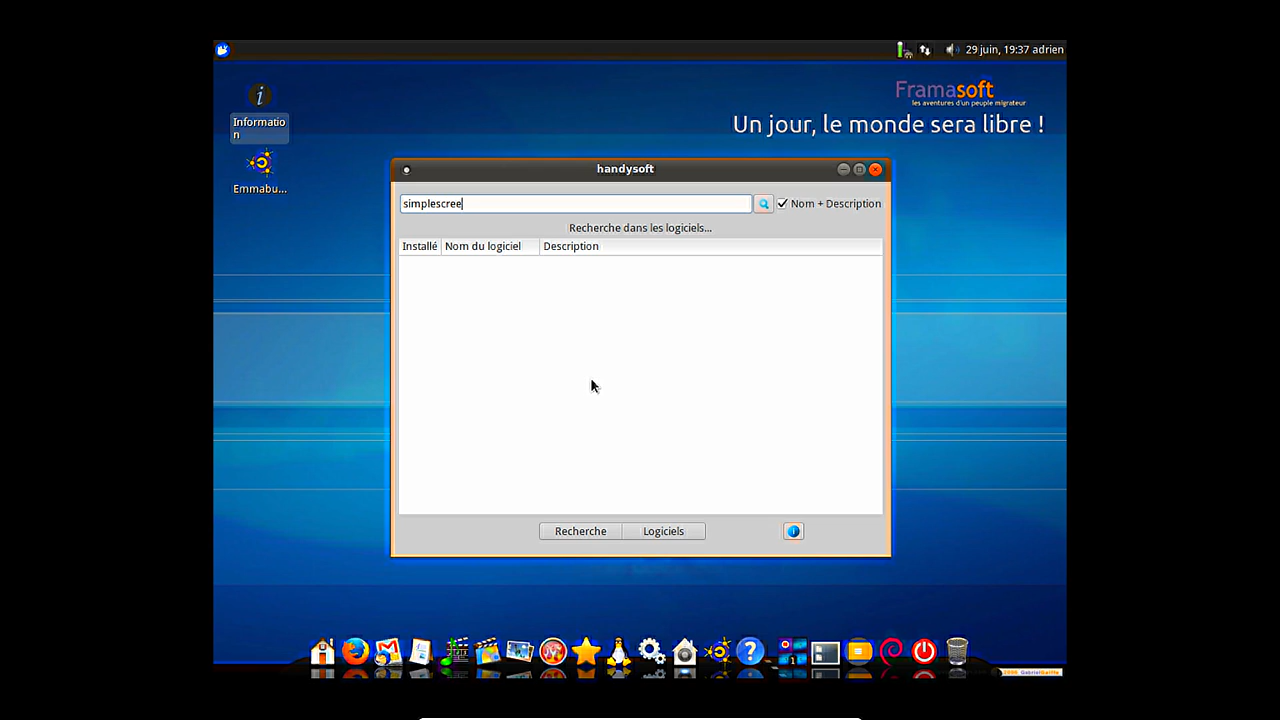 29 juin, 19:37 adrien
Framasoft
les aventures d'un peuple migrateur
Un jour, le monde sera libre !
Informatio
n
Emmabu...
handysoft
simplescree
Nom + Description
Recherche dans les logiciels...
Installé Nom du logiciel Description
Recherche Logiciels
1